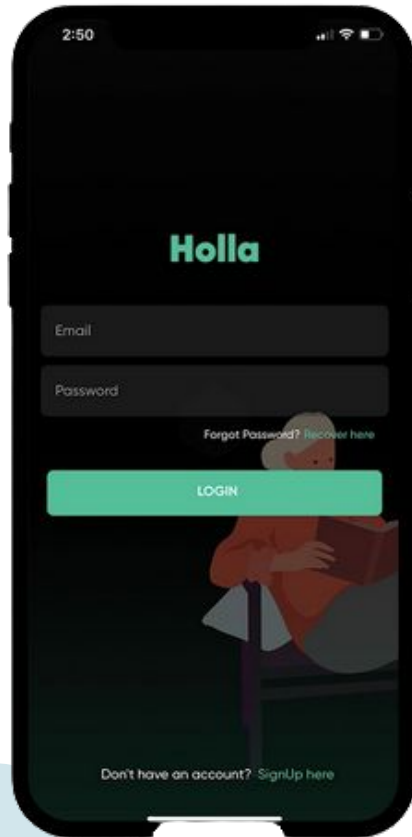 2:50
Holla
Email
Password
Forgot Password? Recover here
LOGIN
Don't have an account? SignUp here